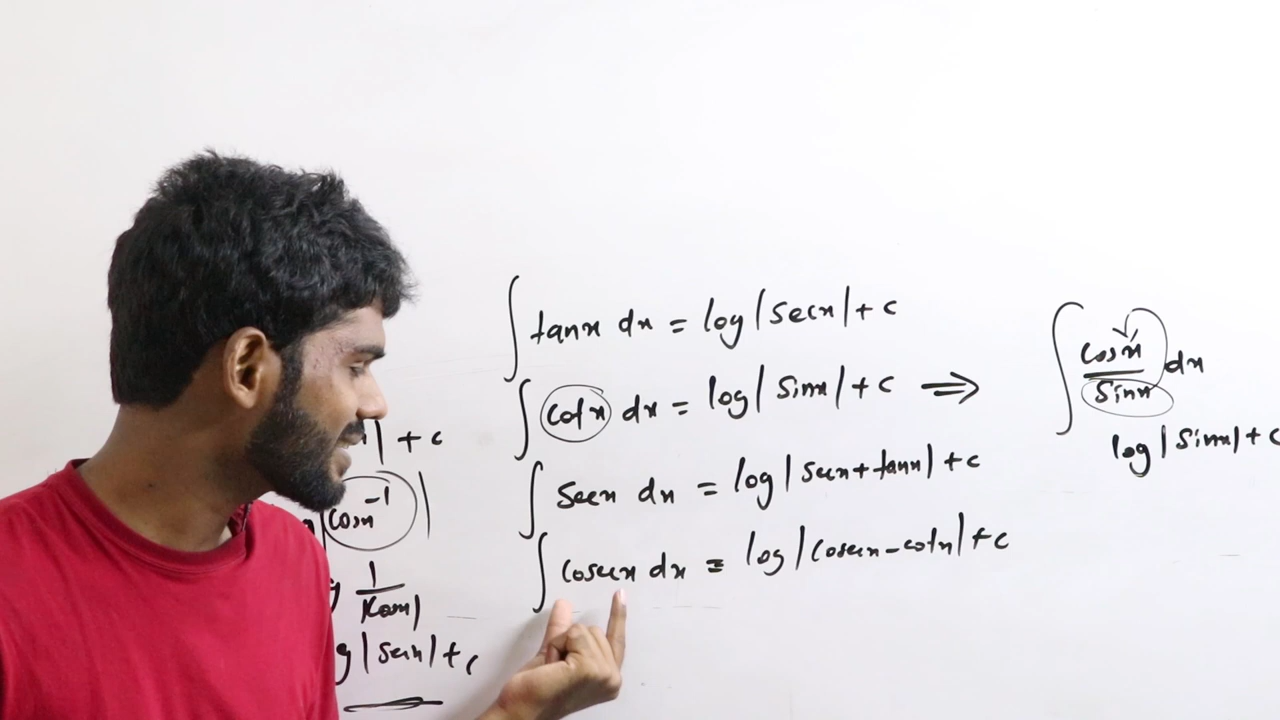 ∫ tanx dx = log|secx| + c
∫ cotx dx = log|sinx| + c ⇒
∫ secx dx = log|secx + tanx| + c
∫ cosecx dx = log|cosecx - cotx| + c
∫ cosx/sinx dx
log|sinx| + c
| + c
|cosx⁻¹|
1/|cosx|
g|secx| + c